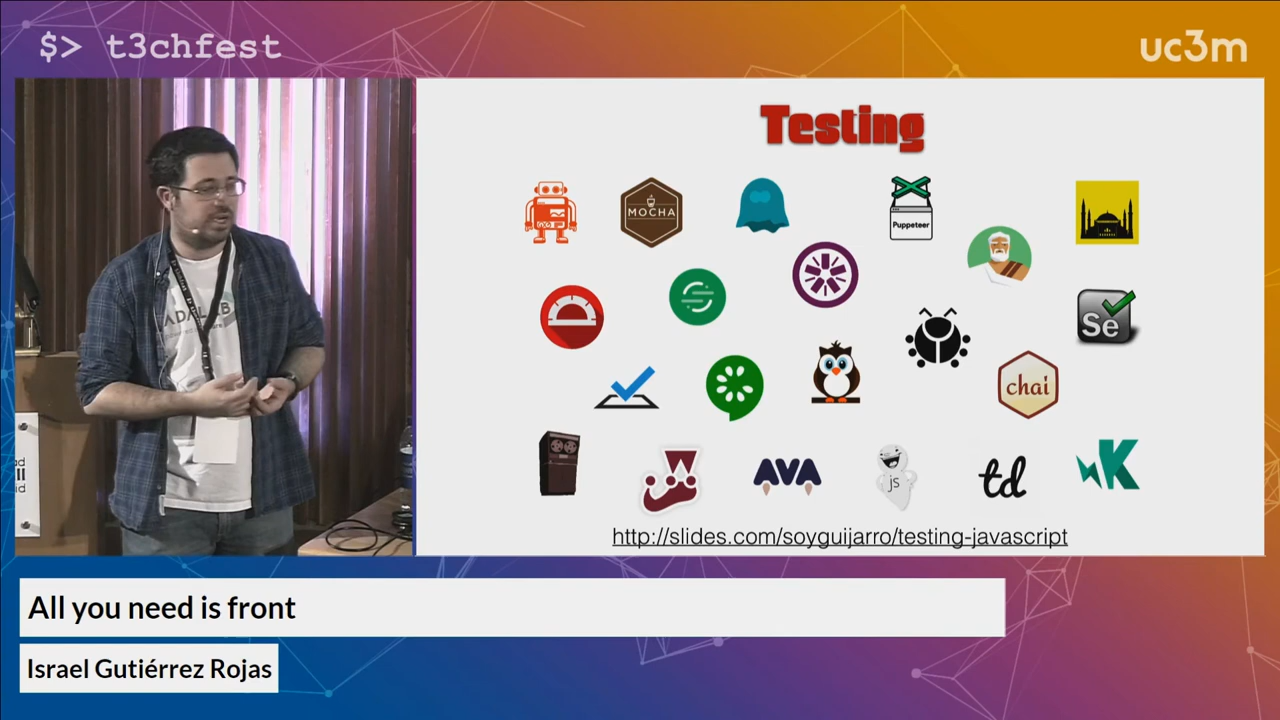 $> t3chfest
uc3m
Testing
MOCHA
Puppeteer
Se
chai
AVA
js
td
K
http://slides.com/soyguijarro/testing-javascript
All you need is front
Israel Gutiérrez Rojas